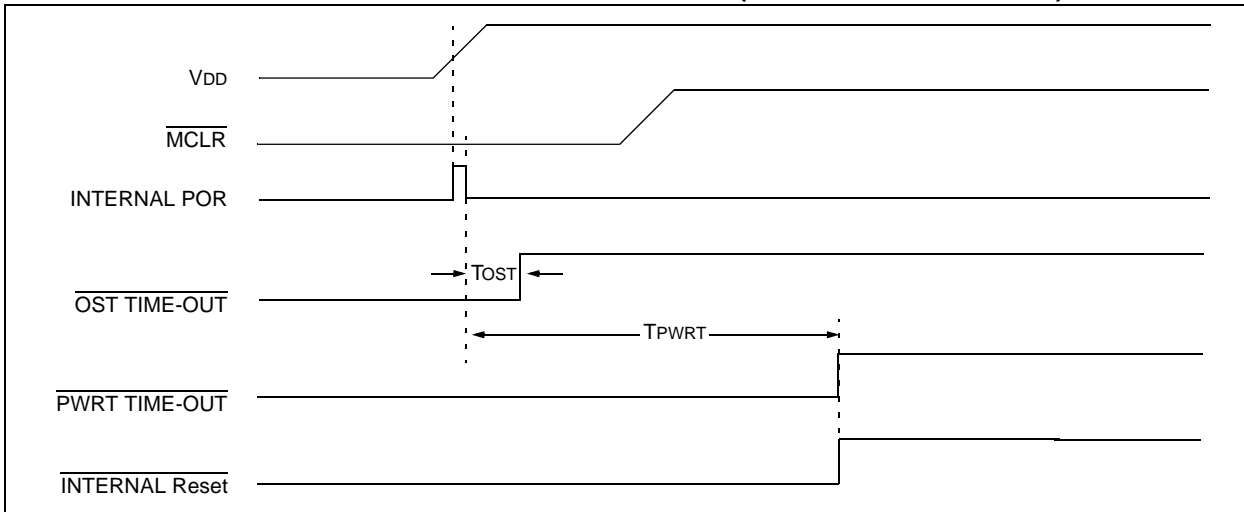 VDD
MCLR
INTERNAL POR
TOST
OST TIME-OUT
TPWRT
PWRT TIME-OUT
INTERNAL Reset